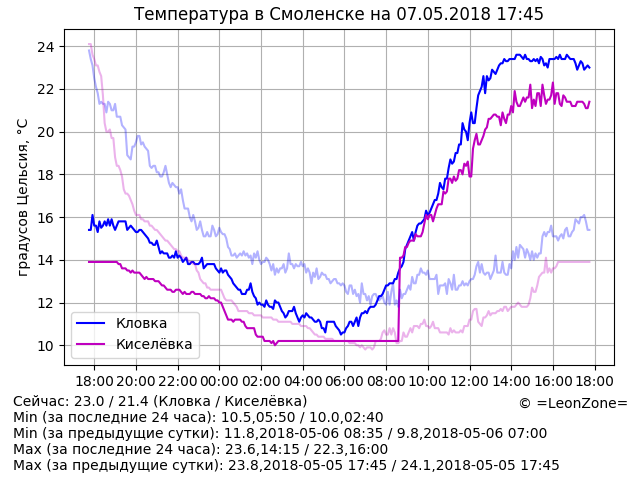 Температура в Смоленске на 07.05.2018 17:45
градусов Цельсия, °C
24
22
20
18
16
14
12
10
Кловка
Киселёвка
18:00 20:00 22:00 00:00 02:00 04:00 06:00 08:00 10:00 12:00 14:00 16:00 18:00
© =LeonZone=
Сейчас: 23.0 / 21.4 (Кловка / Киселёвка)
Min (за последние 24 часа): 10.5,05:50 / 10.0,02:40
Min (за предыдущие сутки): 11.8,2018-05-06 08:35 / 9.8,2018-05-06 07:00
Max (за последние 24 часа): 23.6,14:15 / 22.3,16:00
Max (за предыдущие сутки): 23.8,2018-05-05 17:45 / 24.1,2018-05-05 17:45